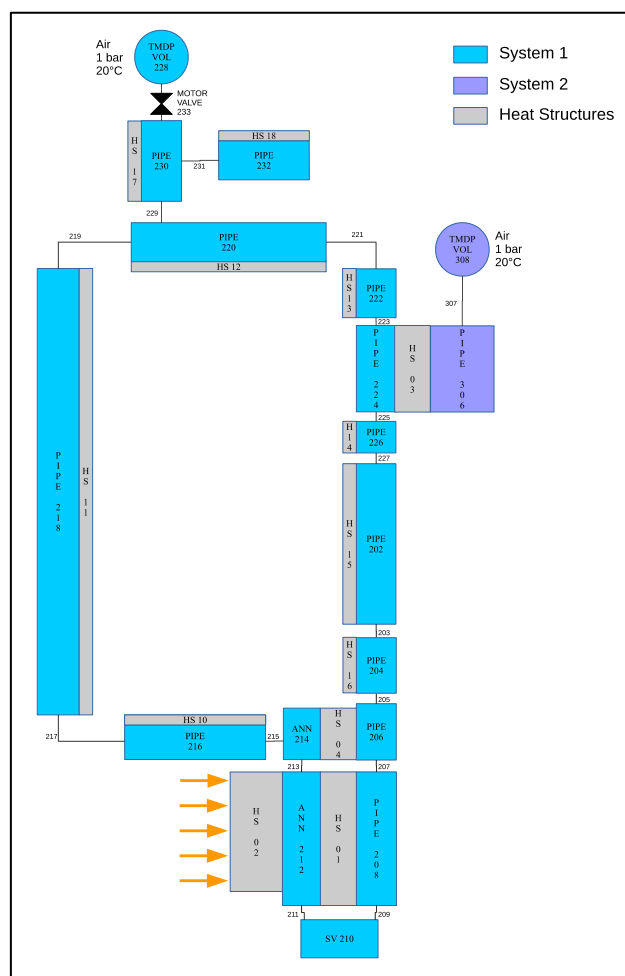 Air
1 bar
20°C
TMDP
VOL
228
MOTOR
VALVE
233
System 1
System 2
Heat Structures
HS 17
PIPE
230
231
HS 18
PIPE
232
229
219
PIPE
220
HS 12
221
TMDP
VOL
308
Air
1 bar
20°C
HS13
PIPE
222
307
223
PIPE 224
HS 03
PIPE 306
225
H14
PIPE
226
227
PIPE 218
HS 11
HS 15
PIPE
202
203
HS 16
PIPE
204
205
HS 10
PIPE
216
217
215
ANN
214
HS 04
PIPE
206
213
207
HS 02
ANN 212
HS 01
PIPE 208
211
209
SV 210